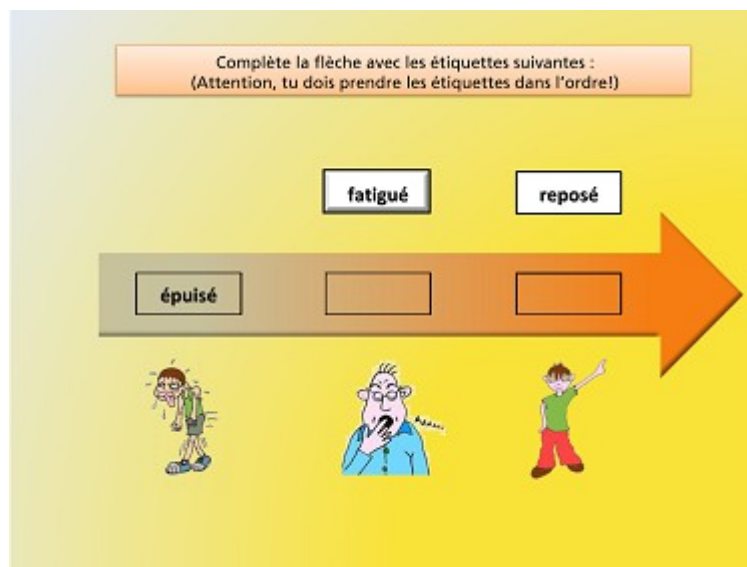 Complète la flèche avec les étiquettes suivantes :
(Attention, tu dois prendre les étiquettes dans l'ordre!)
fatigué reposé
épuisé